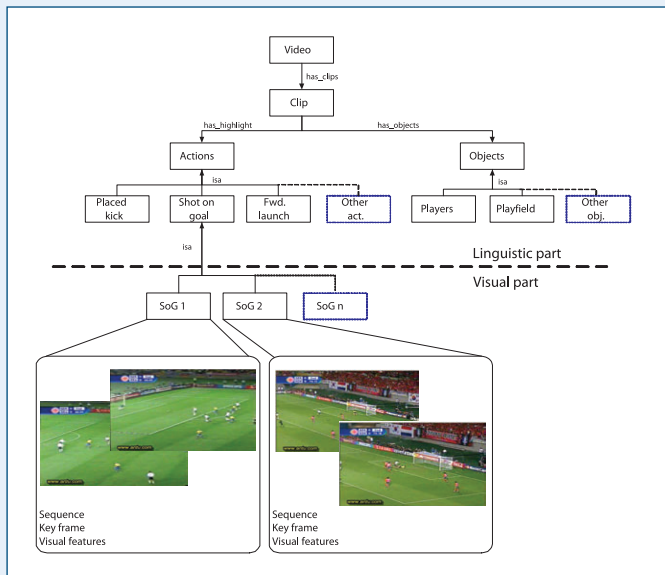 Video
has_clips
Clip
has_highlight
has_objects
Actions
Objects
isa
isa
Placed
kick
Shot on
goal
Fwd.
launch
Other
act.
Players
Playfield
Other
obj.
isa
Linguistic part
Visual part
SoG 1
SoG 2
SoG n
Sequence
Key frame
Visual features
Sequence
Key frame
Visual features